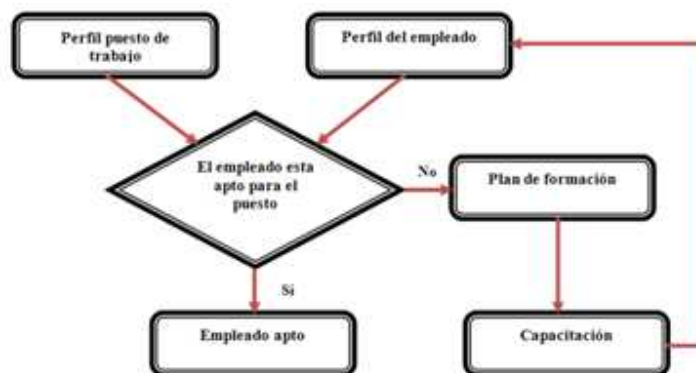 Perfil puesto de
trabajo
Perfil del empleado
El empleado esta
apto para el
puesto
No
Plan de formación
Si
Empleado apto
Capacitación